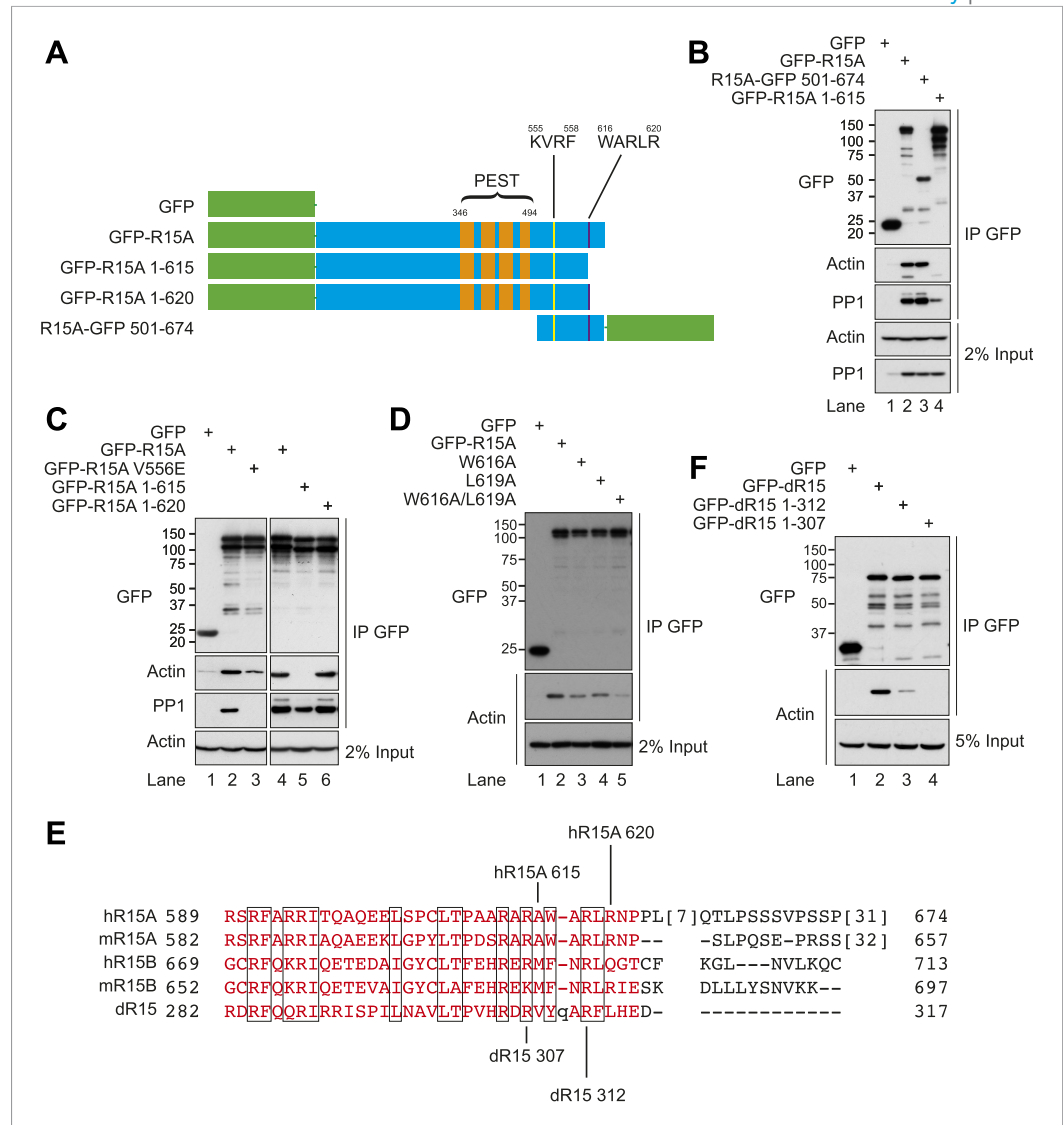 A
555 558 616 620
KVRF WARLR
PEST
346 494
GFP
GFP-R15A
GFP-R15A 1-615
GFP-R15A 1-620
R15A-GFP 501-674
B
GFP +
GFP-R15A +
R15A-GFP 501-674 +
GFP-R15A 1-615 +
150
100
75
50
37
25
20
GFP
IP GFP
Actin
PP1
Actin
2% Input
PP1
Lane 1 2 3 4
C
GFP +
GFP-R15A + +
GFP-R15A V556E +
GFP-R15A 1-615 +
GFP-R15A 1-620 +
150
100
75
50
37
25
20
GFP
IP GFP
Actin
PP1
Actin
2% Input
Lane 1 2 3 4 5 6
D
GFP +
GFP-R15A +
W616A +
L619A +
W616A/L619A +
150
100
75
50
37
25
GFP
IP GFP
Actin
2% Input
Lane 1 2 3 4 5
F
GFP +
GFP-dR15 +
GFP-dR15 1-312 +
GFP-dR15 1-307 +
150
100
75
50
37
GFP
IP GFP
Actin
5% Input
Lane 1 2 3 4
E
hR15A 620
hR15A 615
hR15A 589 RSRFARRITQAQEELSPCLTPAARARAW-ARLRNPPL[7]QTLPSSSVPSSP[31] 674
mR15A 582 RSRFARRIAQAEEKLGPYLTPDSRARAW-ARLRNP-- -SLPQSE-PRSS[32] 657
hR15B 669 GCRFQKRIQETEDAIGYCLTFEHRERMF-NRLQGTCF KGL---NVLKQC 713
mR15B 652 GCRFQKRIQETEVAIGYCLAFEHREKMF-NRLRIESK DLLLYSNVKK-- 697
dR15 282 RDRFQQRIRRISPILNAVLTPVHRDRVYqARFLHED- ------------ 317
dR15 307
dR15 312